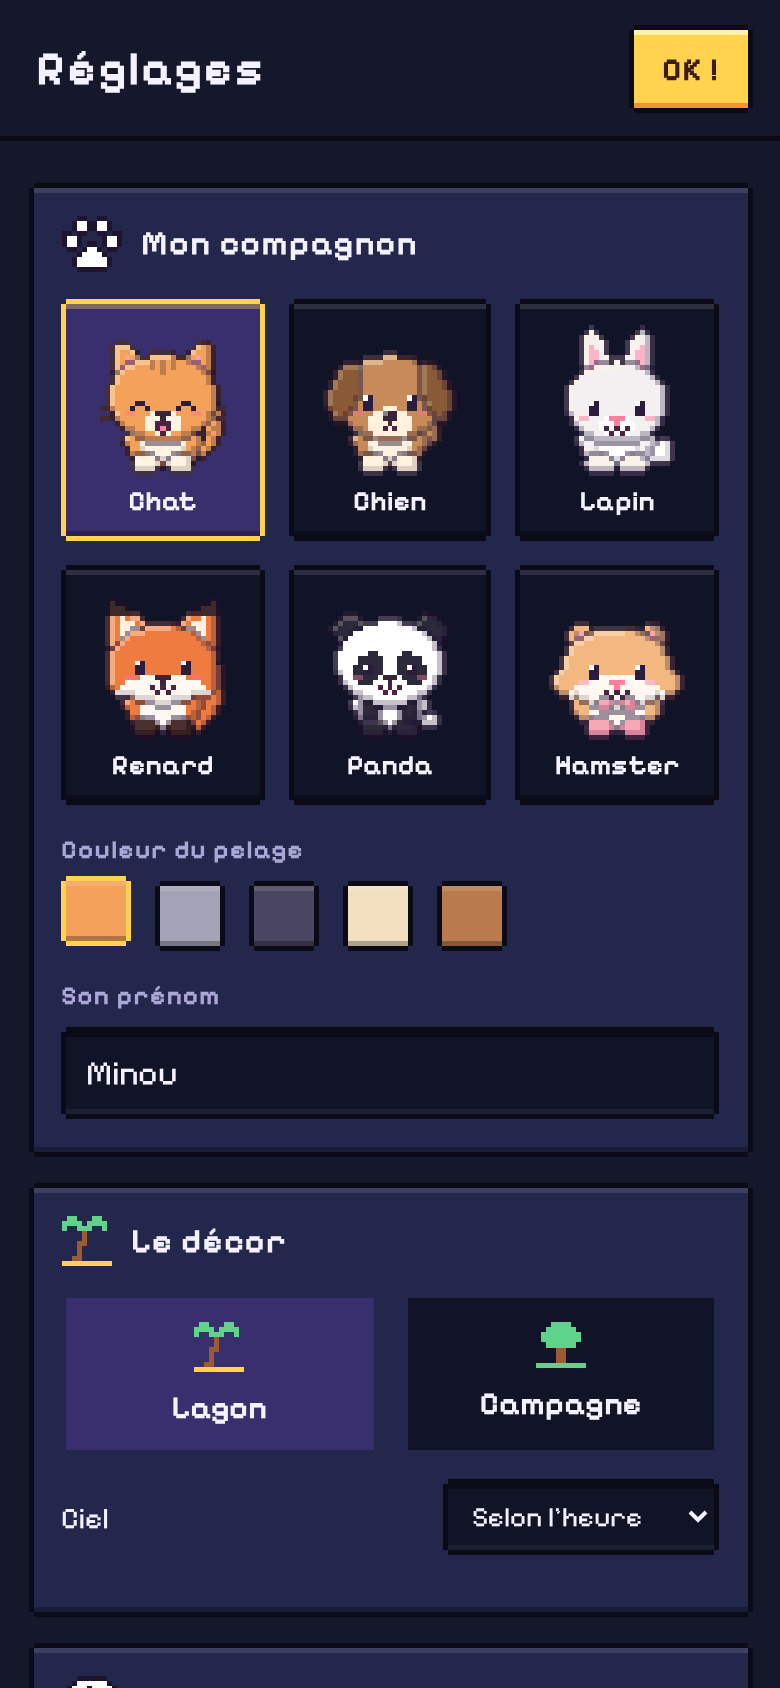 Réglages
OK !
Mon compagnon
Chat
Chien
Lapin
Renard
Panda
Hamster
Couleur du pelage
Son prénom
Minou
Le décor
Lagon
Campagne
Ciel
Selon l'heure